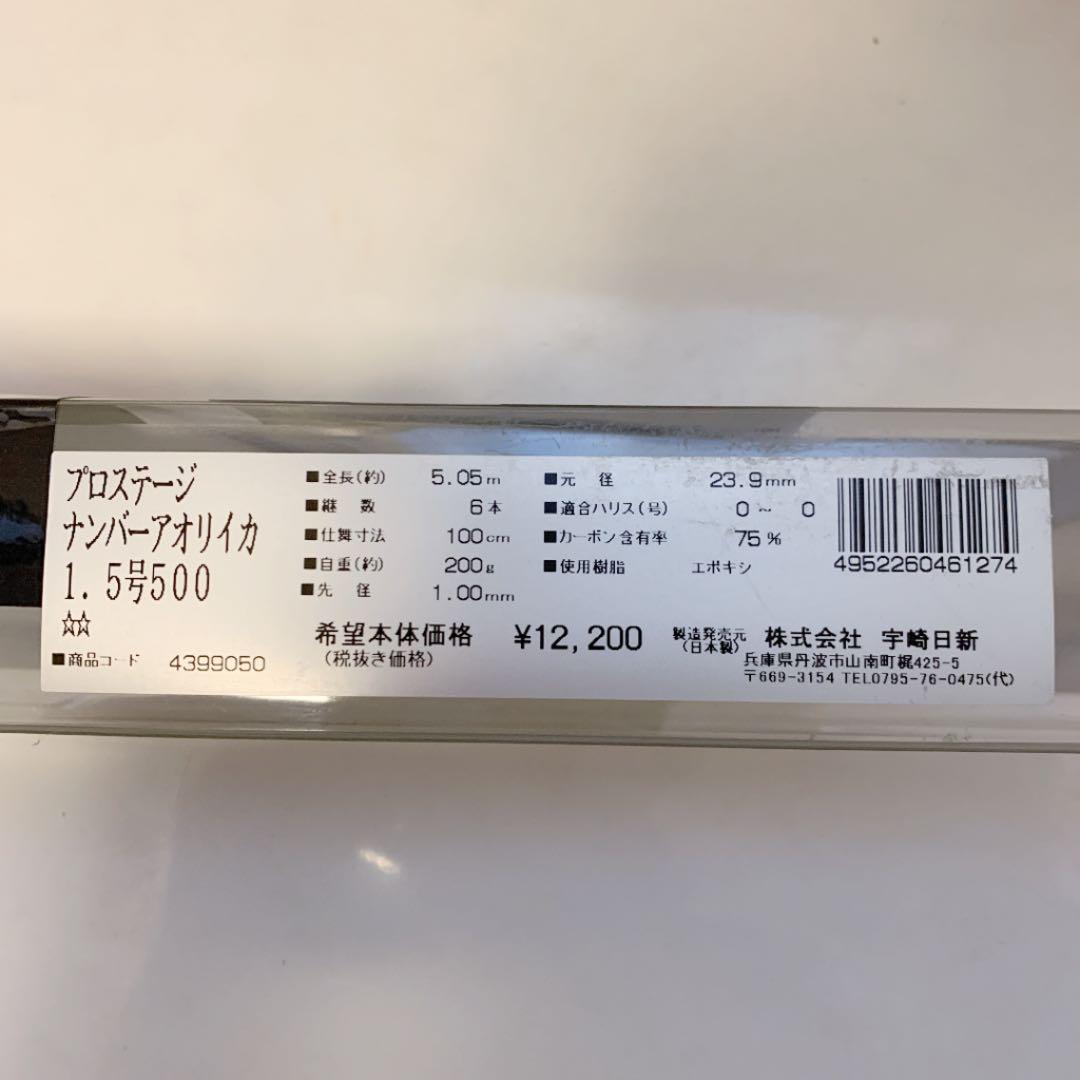 プロステージ
ナンバーアオリイカ
1.5号500
☆☆
■商品コード 4399050
■全長(約) 5.05m
■継 数 6本
■仕舞寸法 100cm
■自重(約) 200g
■先 径 1.00mm
■元 径 23.9mm
■適合ハリス(号) 0~ 0
■カーボン含有率 75%
■使用樹脂 エポキシ
4952260461274
希望本体価格 ¥12,200
(税抜き価格)
製造発売元 株式会社 宇崎日新
(日本製)
兵庫県丹波市山南町梶425-5
〒669-3154 TEL0795-76-0475(代)